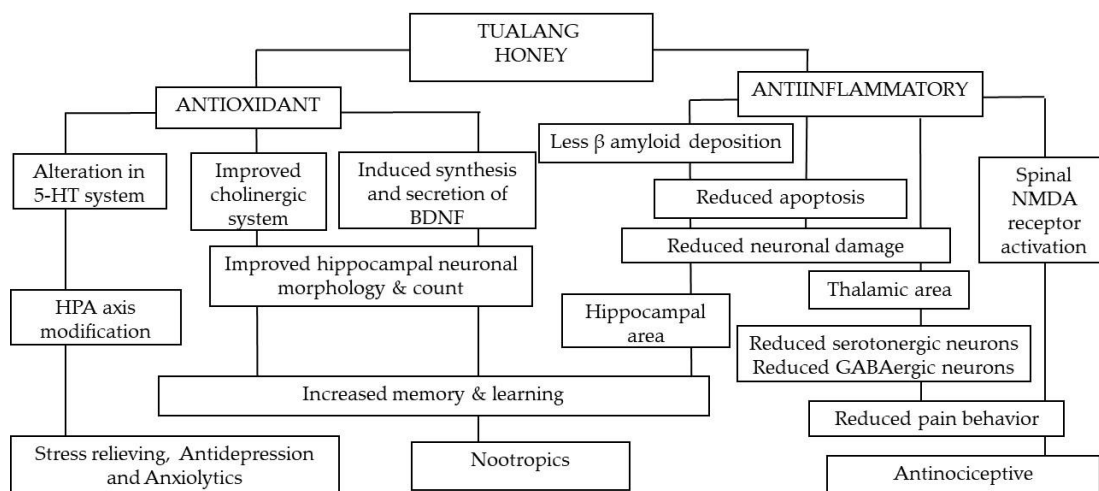 TUALANG
HONEY
ANTIOXIDANT
ANTIINFLAMMATORY
Less β amyloid deposition
Alteration in
5-HT system
Improved
cholinergic
system
Induced synthesis
and secretion of
BDNF
Spinal
NMDA
receptor
activation
Reduced apoptosis
Reduced neuronal damage
Improved hippocampal neuronal
morphology & count
HPA axis
modification
Hippocampal
area
Thalamic area
Reduced serotonergic neurons
Reduced GABAergic neurons
Increased memory & learning
Reduced pain behavior
Stress relieving, Antidepression
and Anxiolytics
Nootropics
Antinociceptive